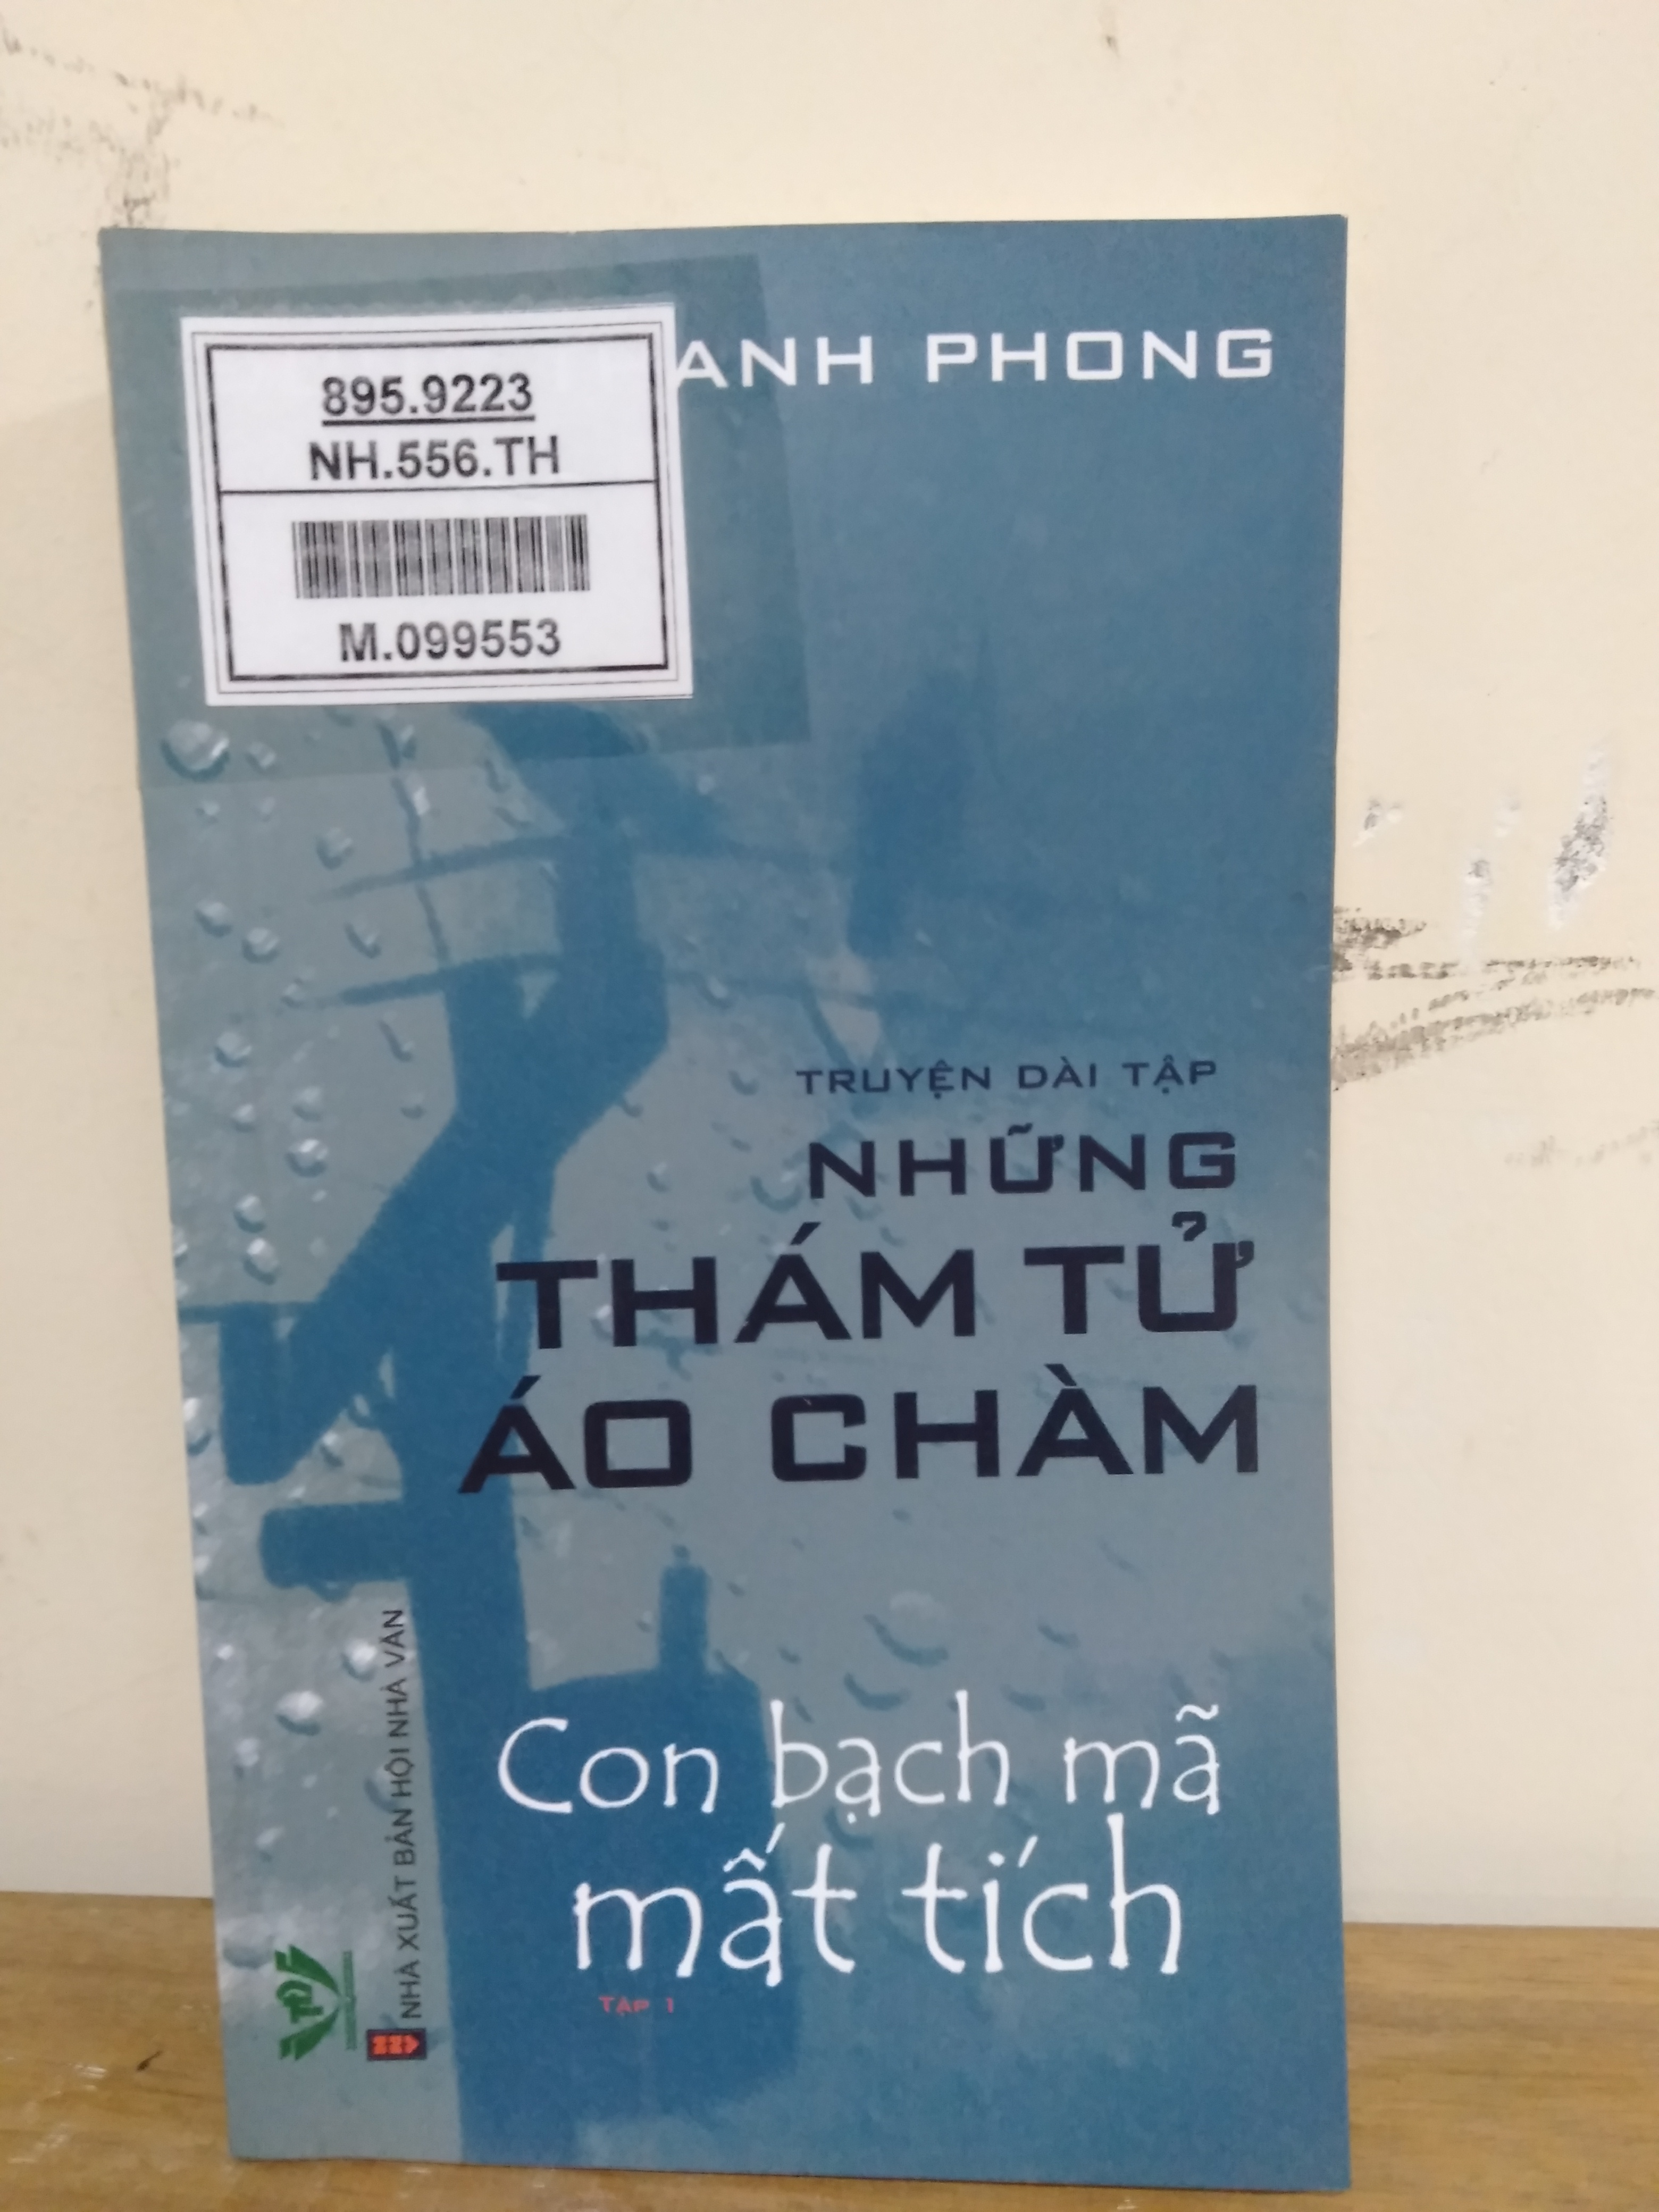 ANH PHONG
895.9223
NH.556.TH
M.099553
TRUYỆN DÀI TẬP
NHỮNG
THÁM TỬ
ÁO CHÀM
Con bạch mã
mất tích
TẬP 1
NHÀ XUẤT BẢN HỘI NHÀ VĂN